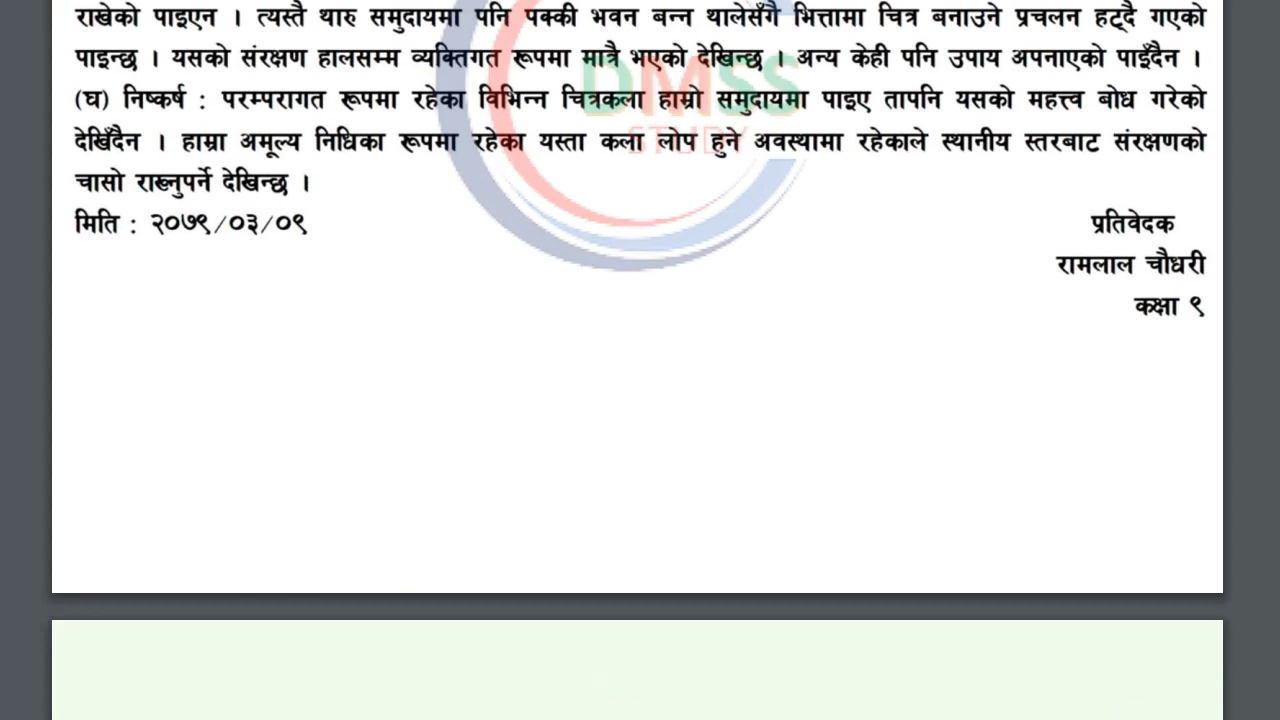 राखेको पाइएन । त्यस्तै थारु समुदायमा पनि पक्की भवन बन्न थालेसँगै भित्तामा चित्र बनाउने प्रचलन हट्दै गएको
पाइन्छ । यसको संरक्षण हालसम्म व्यक्तिगत रूपमा मात्रै भएको देखिन्छ । अन्य केही पनि उपाय अपनाएको पाइँदैन ।
(घ) निष्कर्ष : परम्परागत रूपमा रहेका विभिन्न चित्रकला हाम्रो समुदायमा पाइए तापनि यसको महत्त्व बोध गरेको
देखिँदैन । हाम्रा अमूल्य निधिका रूपमा रहेका यस्ता कला लोप हुने अवस्थामा रहेकाले स्थानीय स्तरबाट संरक्षणको
चासो राख्नुपर्ने देखिन्छ ।
मिति : २०७९/०३/०९
प्रतिवेदक
रामलाल चौधरी
कक्षा ९
DMSS
STUDY